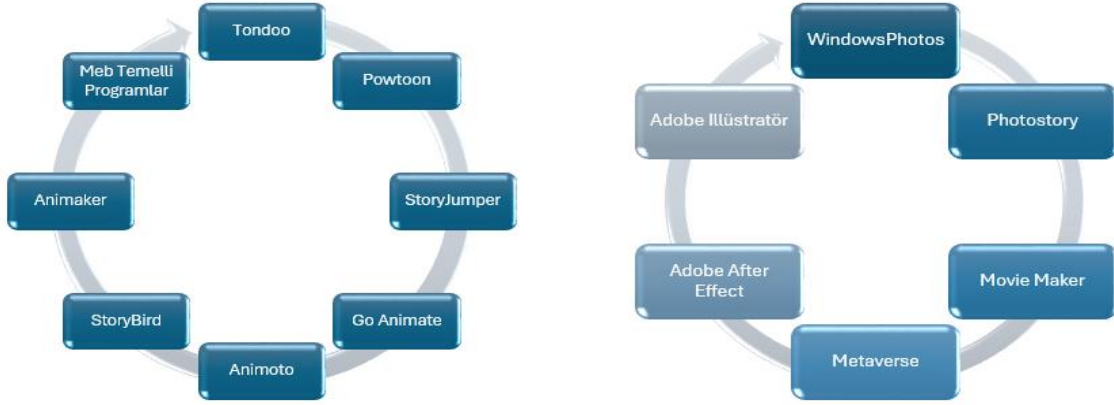 Tondoo
Powtoon
StoryJumper
Go Animate
Animoto
StoryBird
Animaker
Meb Temelli
Programlar
WindowsPhotos
Photostory
Movie Maker
Metaverse
Adobe After
Effect
Adobe Illüstratör